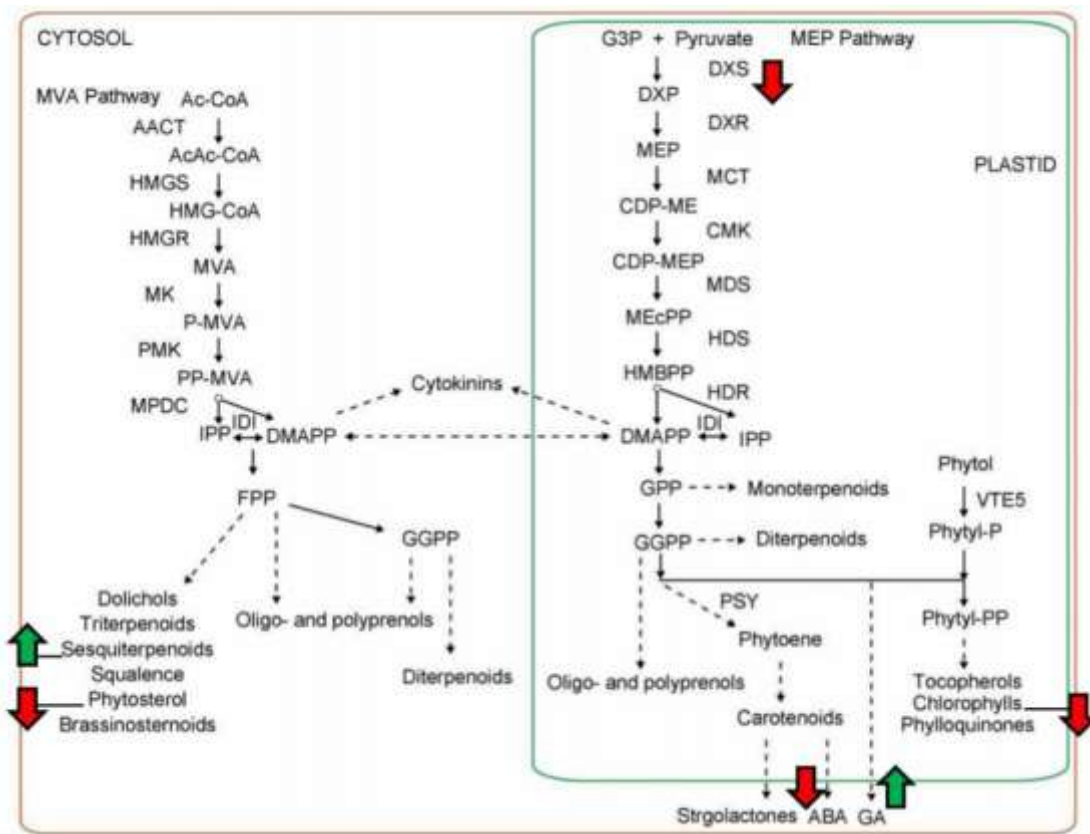 CYTOSOL
MVA Pathway
Ac-CoA
AACT
AcAc-CoA
HMGS
HMG-CoA
HMGR
MVA
MK
P-MVA
PMK
PP-MVA
MPDC
IDI
IPP
DMAPP
FPP
GGPP
Dolichols
Triterpenoids
Sesquiterpenoids
Squalence
Phytosterol
Brassinosternoids
Oligo- and polyprenols
Diterpenoids
Cytokinins
G3P + Pyruvate
MEP Pathway
DXS
DXP
DXR
MEP
MCT
PLASTID
CDP-ME
CMK
CDP-MEP
MDS
MEcPP
HDS
HMBPP
HDR
IDI
DMAPP
IPP
GPP
Monoterpenoids
GGPP
Diterpenoids
Phytol
VTE5
Phytyl-P
PSY
Phytoene
Phytyl-PP
Oligo- and polyprenols
Carotenoids
Tocopherols
Chlorophylls
Phylloquinones
Strgolactones
ABA
GA